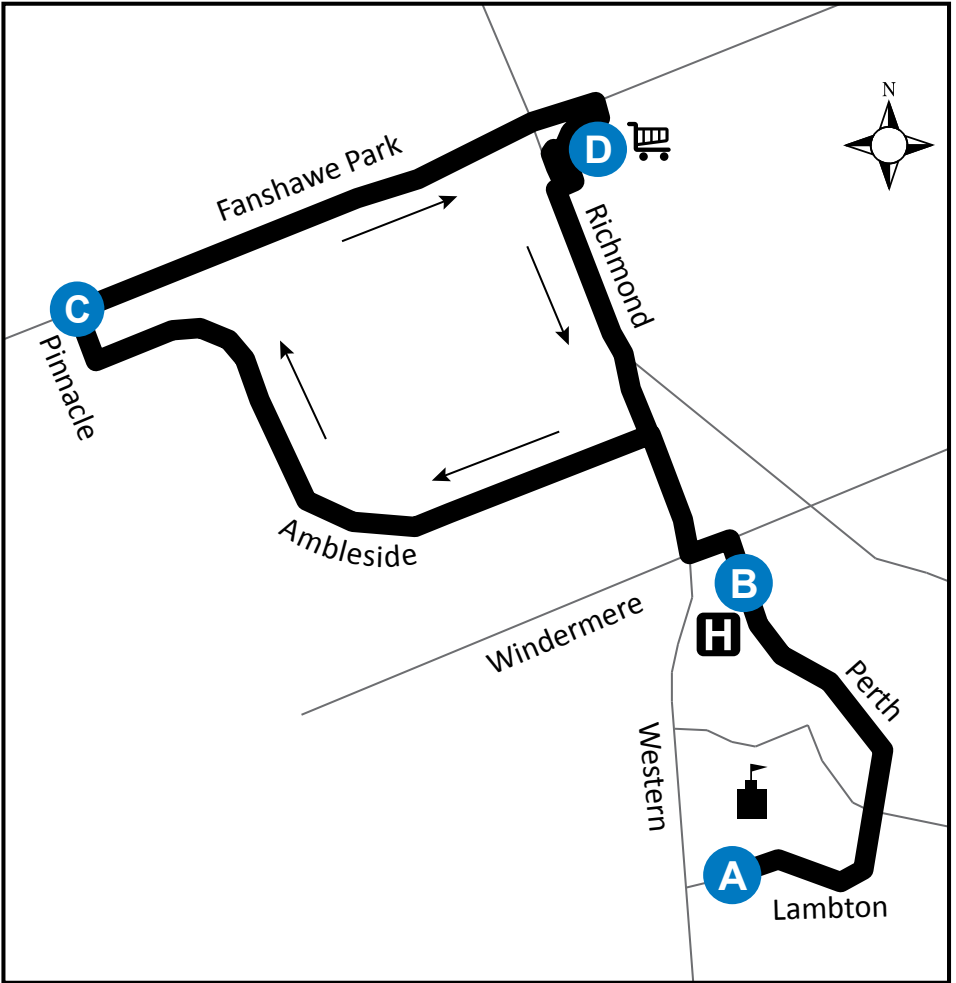 N
D
Fanshawe Park
Richmond
C
Pinnacle
Ambleside
B
H
Windermere
Perth
Western
A
Lambton